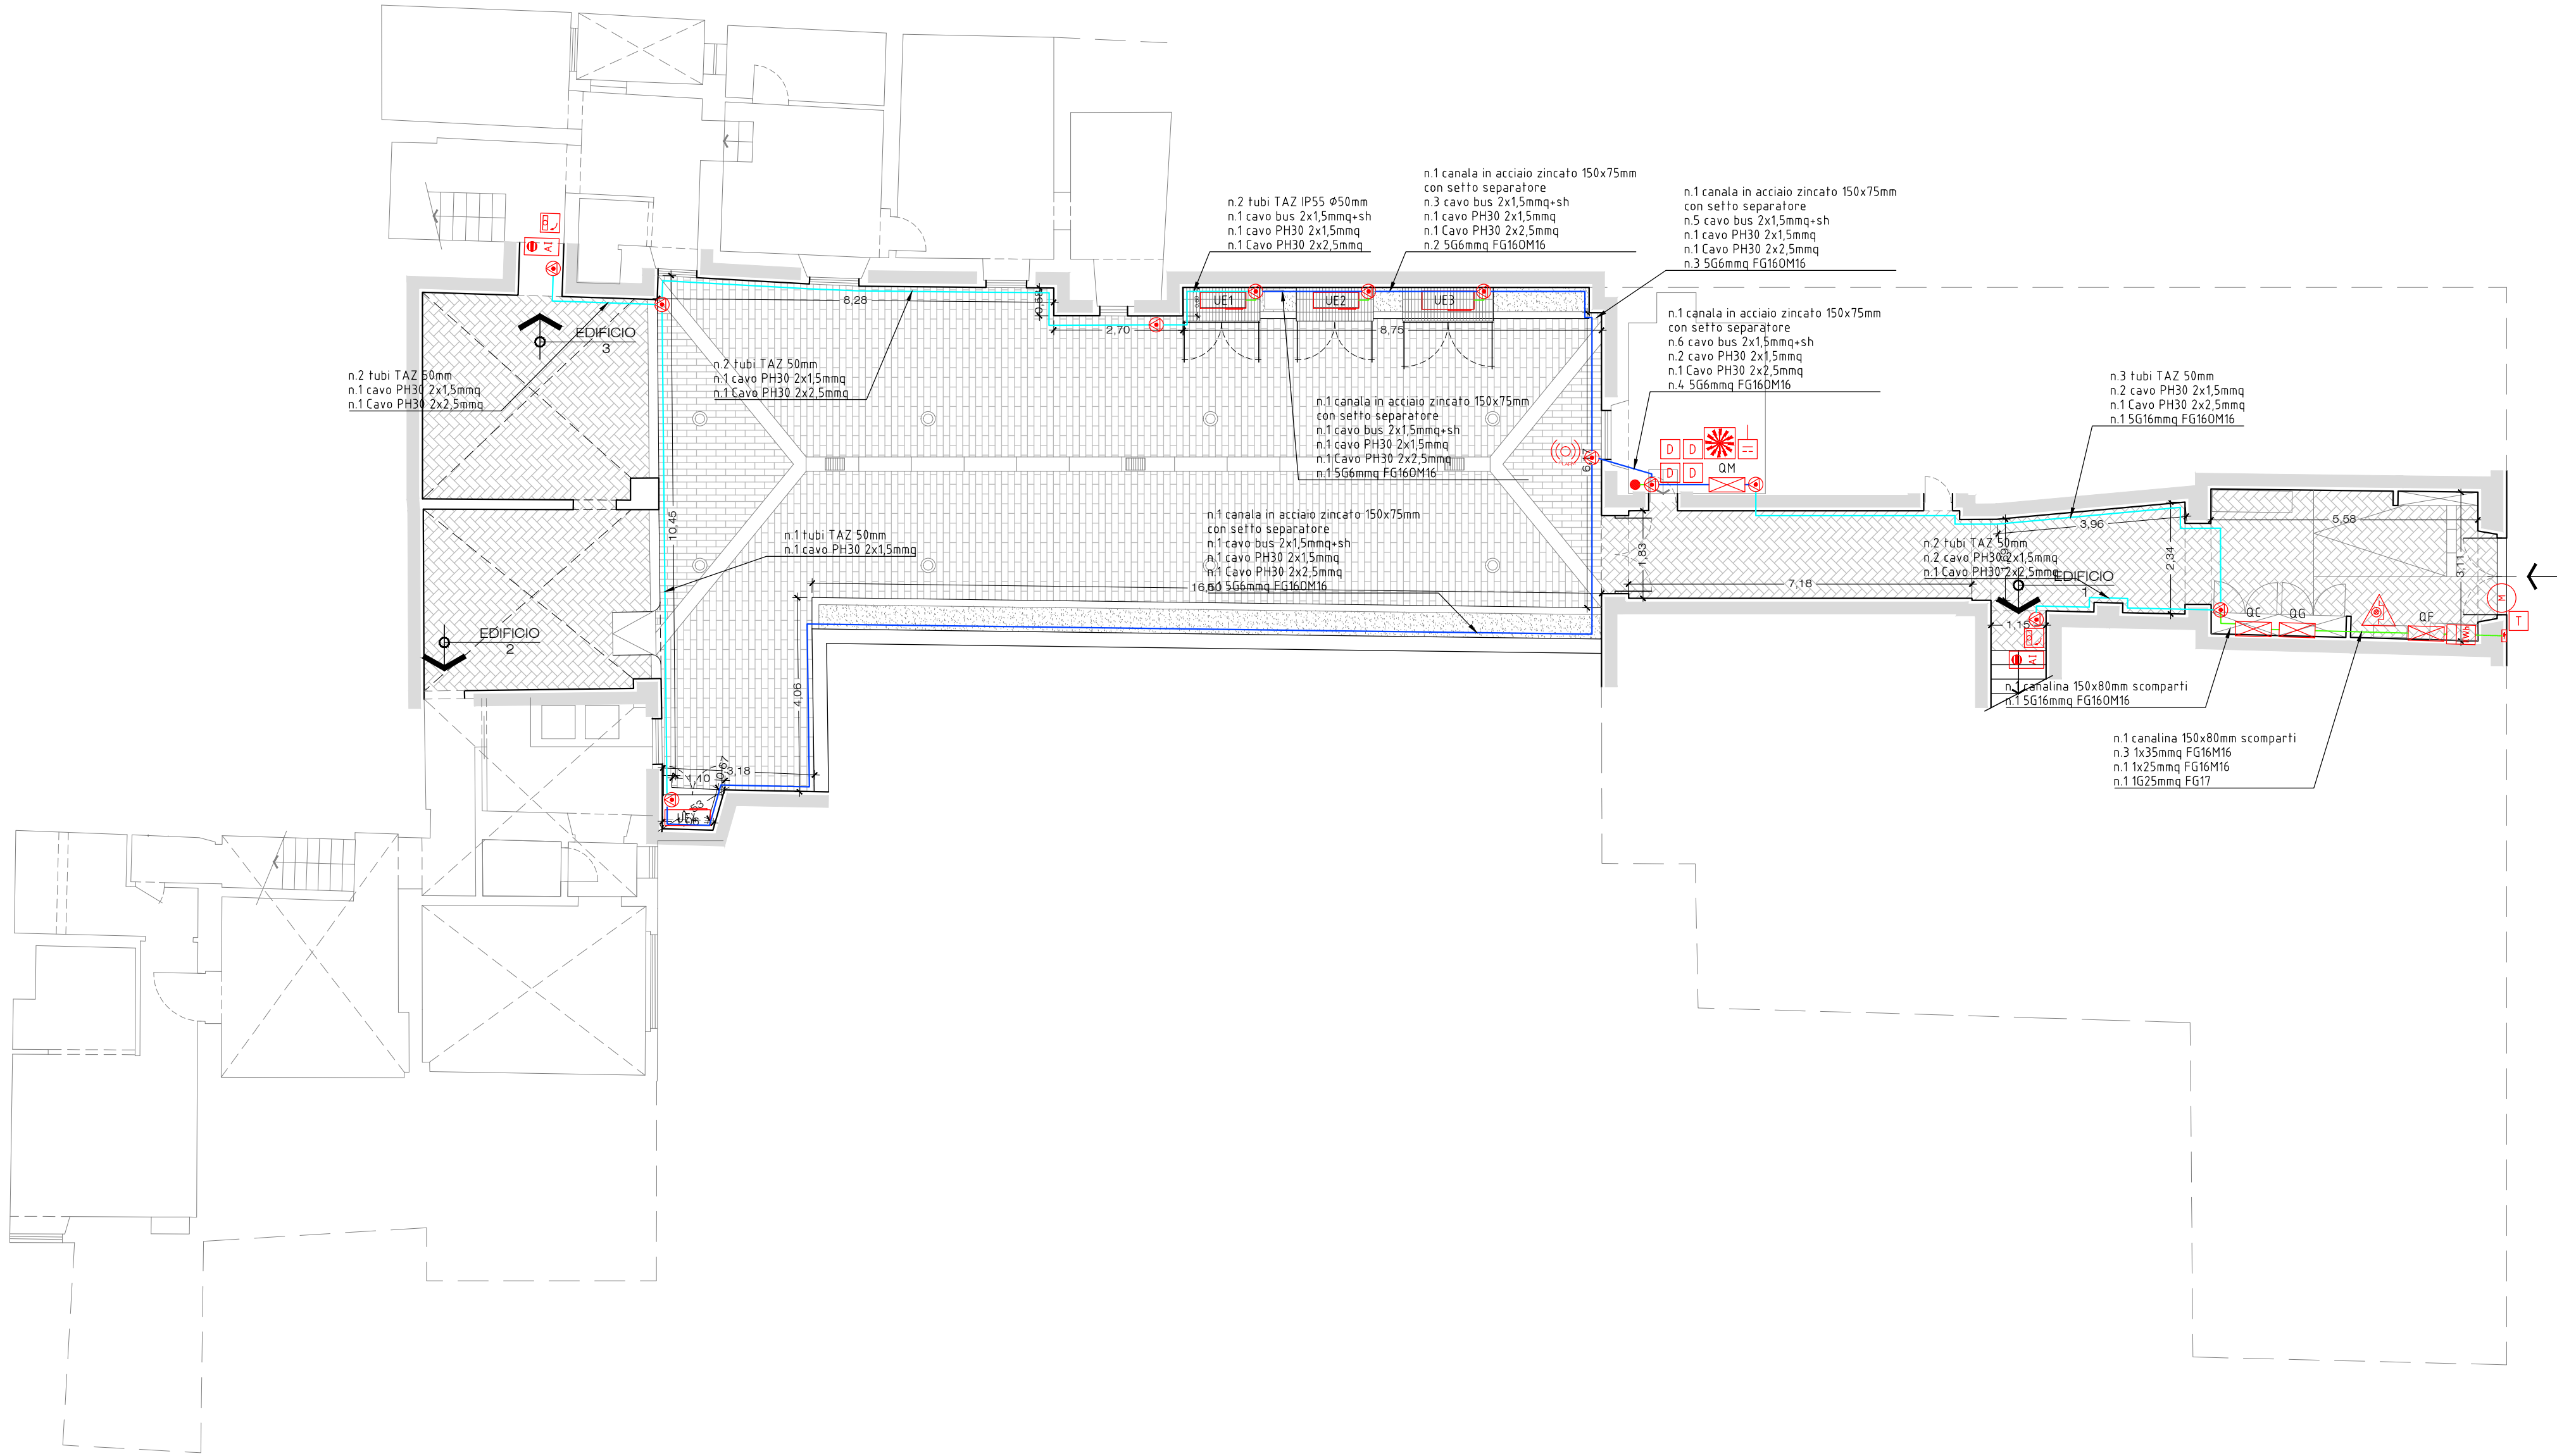 n.1 canala in acciaio zincato 150x75mm
con setto separatore
n.3 cavo bus 2x1,5mmq+sh
n.1 cavo PH30 2x1,5mmq
n.1 Cavo PH30 2x2,5mmq
n.2 5G6mmq FG16OM16
n.1 canala in acciaio zincato 150x75mm
con setto separatore
n.5 cavo bus 2x1,5mmq+sh
n.1 cavo PH30 2x1,5mmq
n.1 Cavo PH30 2x2,5mmq
n.3 5G6mmq FG16OM16
n.2 tubi TAZ IP55 Ø50mm
n.1 cavo bus 2x1,5mmq+sh
n.1 cavo PH30 2x1,5mmq
n.1 Cavo PH30 2x2,5mmq
AI
UE1
UE2
UE3
8,28
0,58
2,70
8,75
EDIFICIO
3
n.1 canala in acciaio zincato 150x75mm
con setto separatore
n.6 cavo bus 2x1,5mmq+sh
n.2 cavo PH30 2x1,5mmq
n.1 Cavo PH30 2x2,5mmq
n.4 5G6mmq FG16OM16
n.2 tubi TAZ 50mm
n.1 cavo PH30 2x1,5mmq
n.1 Cavo PH30 2x2,5mmq
n.2 tubi TAZ 50mm
n.1 cavo PH30 2x1,5mmq
n.1 Cavo PH30 2x2,5mmq
n.3 tubi TAZ 50mm
n.2 cavo PH30 2x1,5mmq
n.1 Cavo PH30 2x2,5mmq
n.1 5G16mmq FG16OM16
n.1 canala in acciaio zincato 150x75mm
con setto separatore
n.1 cavo bus 2x1,5mmq+sh
n.1 cavo PH30 2x1,5mmq
n.1 Cavo PH30 2x2,5mmq
n.1 5G6mmq FG16OM16
D D
D D
QM
10,45
n.1 tubi TAZ 50mm
n.1 cavo PH30 2x1,5mmq
n.1 canala in acciaio zincato 150x75mm
con setto separatore
n.1 cavo bus 2x1,5mmq+sh
n.1 cavo PH30 2x1,5mmq
n.1 Cavo PH30 2x2,5mmq
n.1 5G6mmq FG16OM16
5,58
3,96
1,83
2,34
3,11
n.2 tubi TAZ 50mm
n.2 cavo PH30 2x1,5mmq
n.1 Cavo PH30 2x2,5mmq
7,18
EDIFICIO
1
M
T
QC
QG
QF
Wh
1,15
AI
EDIFICIO
2
4,06
n.1 canalina 150x80mm scomparti
n.1 5G16mmq FG16OM16
n.1 canalina 150x80mm scomparti
n.3 1x35mmq FG16M16
n.1 1x25mmq FG16M16
n.1 1G25mmq FG17
3,18
1,10
0,67